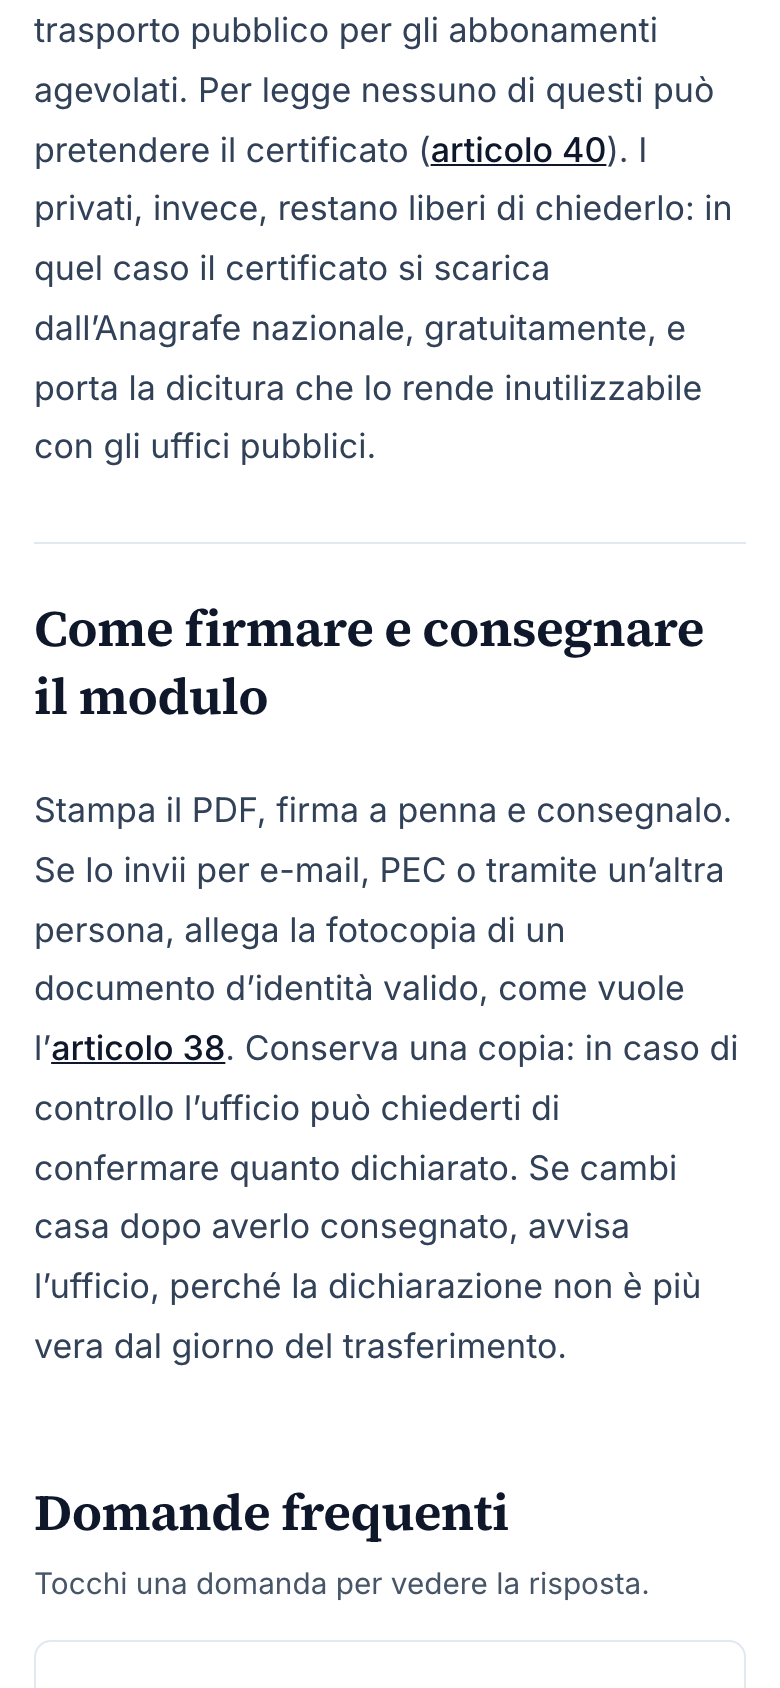 trasporto pubblico per gli abbonamenti
agevolati. Per legge nessuno di questi può
pretendere il certificato (articolo 40). I
privati, invece, restano liberi di chiederlo: in
quel caso il certificato si scarica
dall’Anagrafe nazionale, gratuitamente, e
porta la dicitura che lo rende inutilizzabile
con gli uffici pubblici.
Come firmare e consegnare
il modulo
Stampa il PDF, firma a penna e consegnalo.
Se lo invii per e-mail, PEC o tramite un’altra
persona, allega la fotocopia di un
documento d’identità valido, come vuole
l’articolo 38. Conserva una copia: in caso di
controllo l’ufficio può chiederti di
confermare quanto dichiarato. Se cambi
casa dopo averlo consegnato, avvisa
l’ufficio, perché la dichiarazione non è più
vera dal giorno del trasferimento.
Domande frequenti
Tocchi una domanda per vedere la risposta.